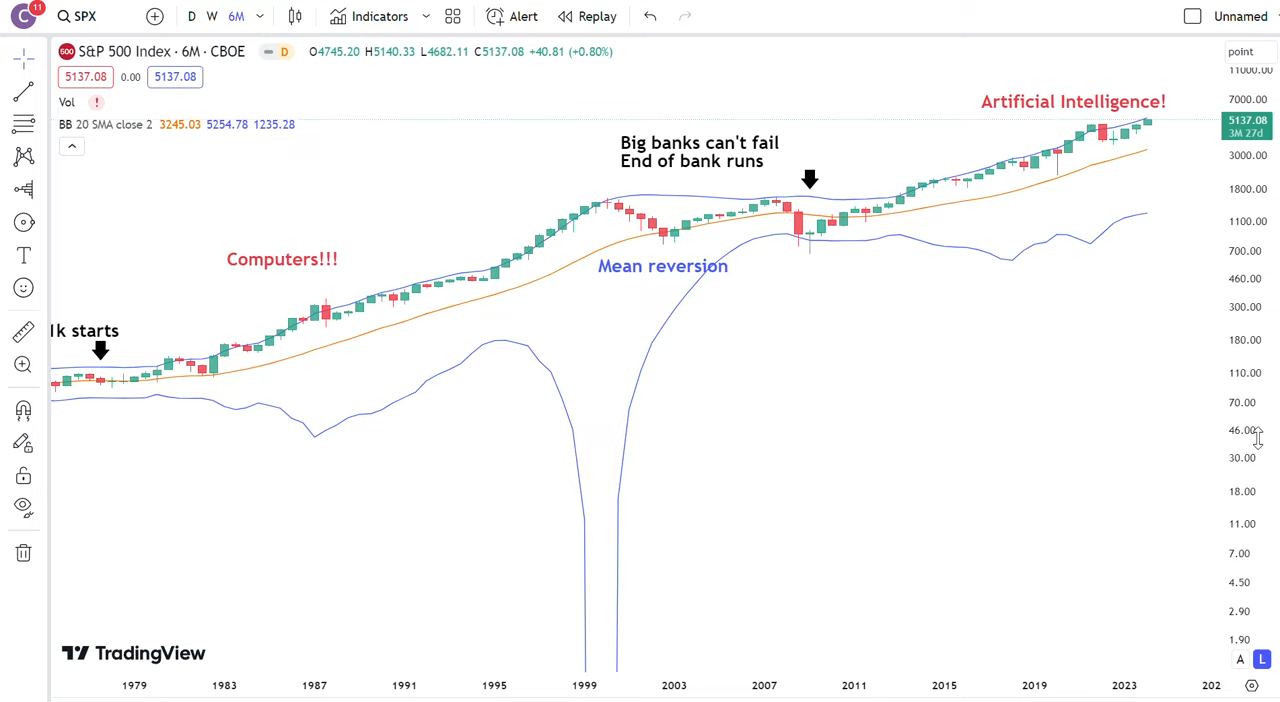 C 11 SPX D W 6M Indicators Alert Replay Unnamed
500 S&P 500 Index · 6M · CBOE D O4745.20 H5140.33 L4682.11 C5137.08 +40.81 (+0.80%)
point
5137.08 0.00 5137.08
Vol !
BB 20 SMA close 2 3245.03 5254.78 1235.28
11000.00
7000.00
5137.08
3M 27d
3000.00
1800.00
1100.00
700.00
460.00
300.00
180.00
110.00
70.00
46.00
30.00
18.00
11.00
7.00
4.50
2.90
1.90
Artificial Intelligence!
Big banks can't fail
End of bank runs
Computers!!!
Mean reversion
1k starts
T
TradingView
A L
1979 1983 1987 1991 1995 1999 2003 2007 2011 2015 2019 2023 202